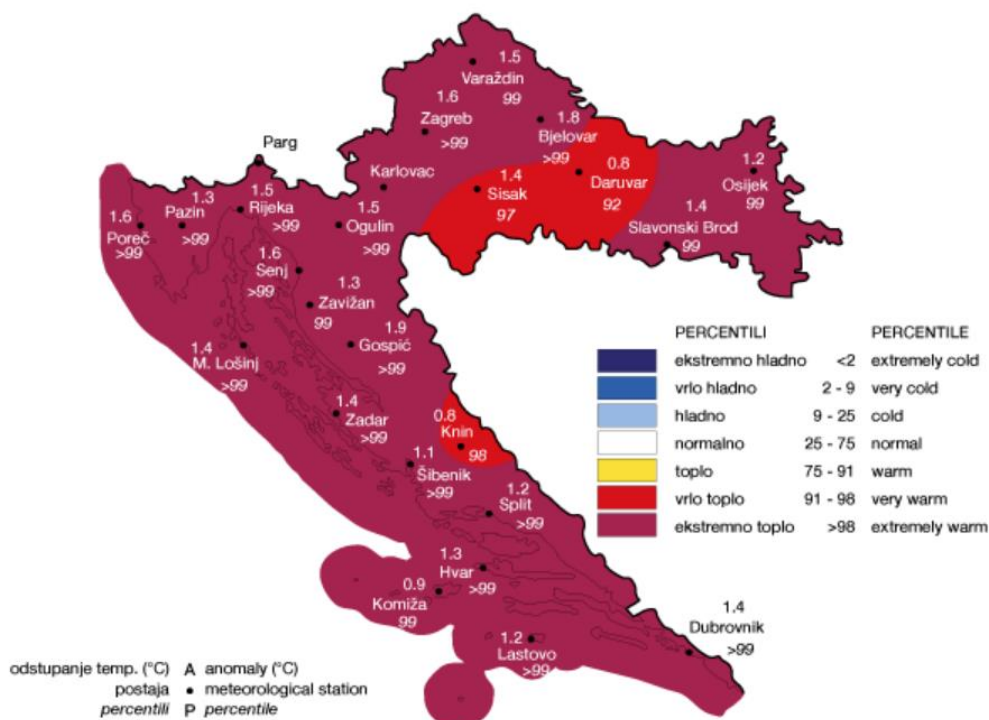 1.5
Varaždin
99
1.6
Zagreb
>99
1.8
Bjelovar
>99
Parg
Karlovac
1.4
Sisak
97
0.8
Daruvar
92
1.2
Osijek
99
1.4
Slavonski Brod
99
1.6
Poreč
>99
1.3
Pazin
>99
1.5
Rijeka
>99
1.5
Ogulin
>99
1.6
Senj
>99
1.3
Zavižan
99
1.9
Gospić
>99
1.4
M. Lošinj
>99
1.4
Zadar
>99
0.8
Knin
98
1.1
Šibenik
>99
1.2
Split
>99
1.3
Hvar
>99
0.9
Komiža
99
1.2
Lastovo
>99
1.4
Dubrovnik
>99
PERCENTILI PERCENTILE
ekstremno hladno <2 extremely cold
vrlo hladno 2 - 9 very cold
hladno 9 - 25 cold
normalno 25 - 75 normal
toplo 75 - 91 warm
vrlo toplo 91 - 98 very warm
ekstremno toplo >98 extremely warm
odstupanje temp. (°C) A anomaly (°C)
postaja • meteorological station
percentili P percentile